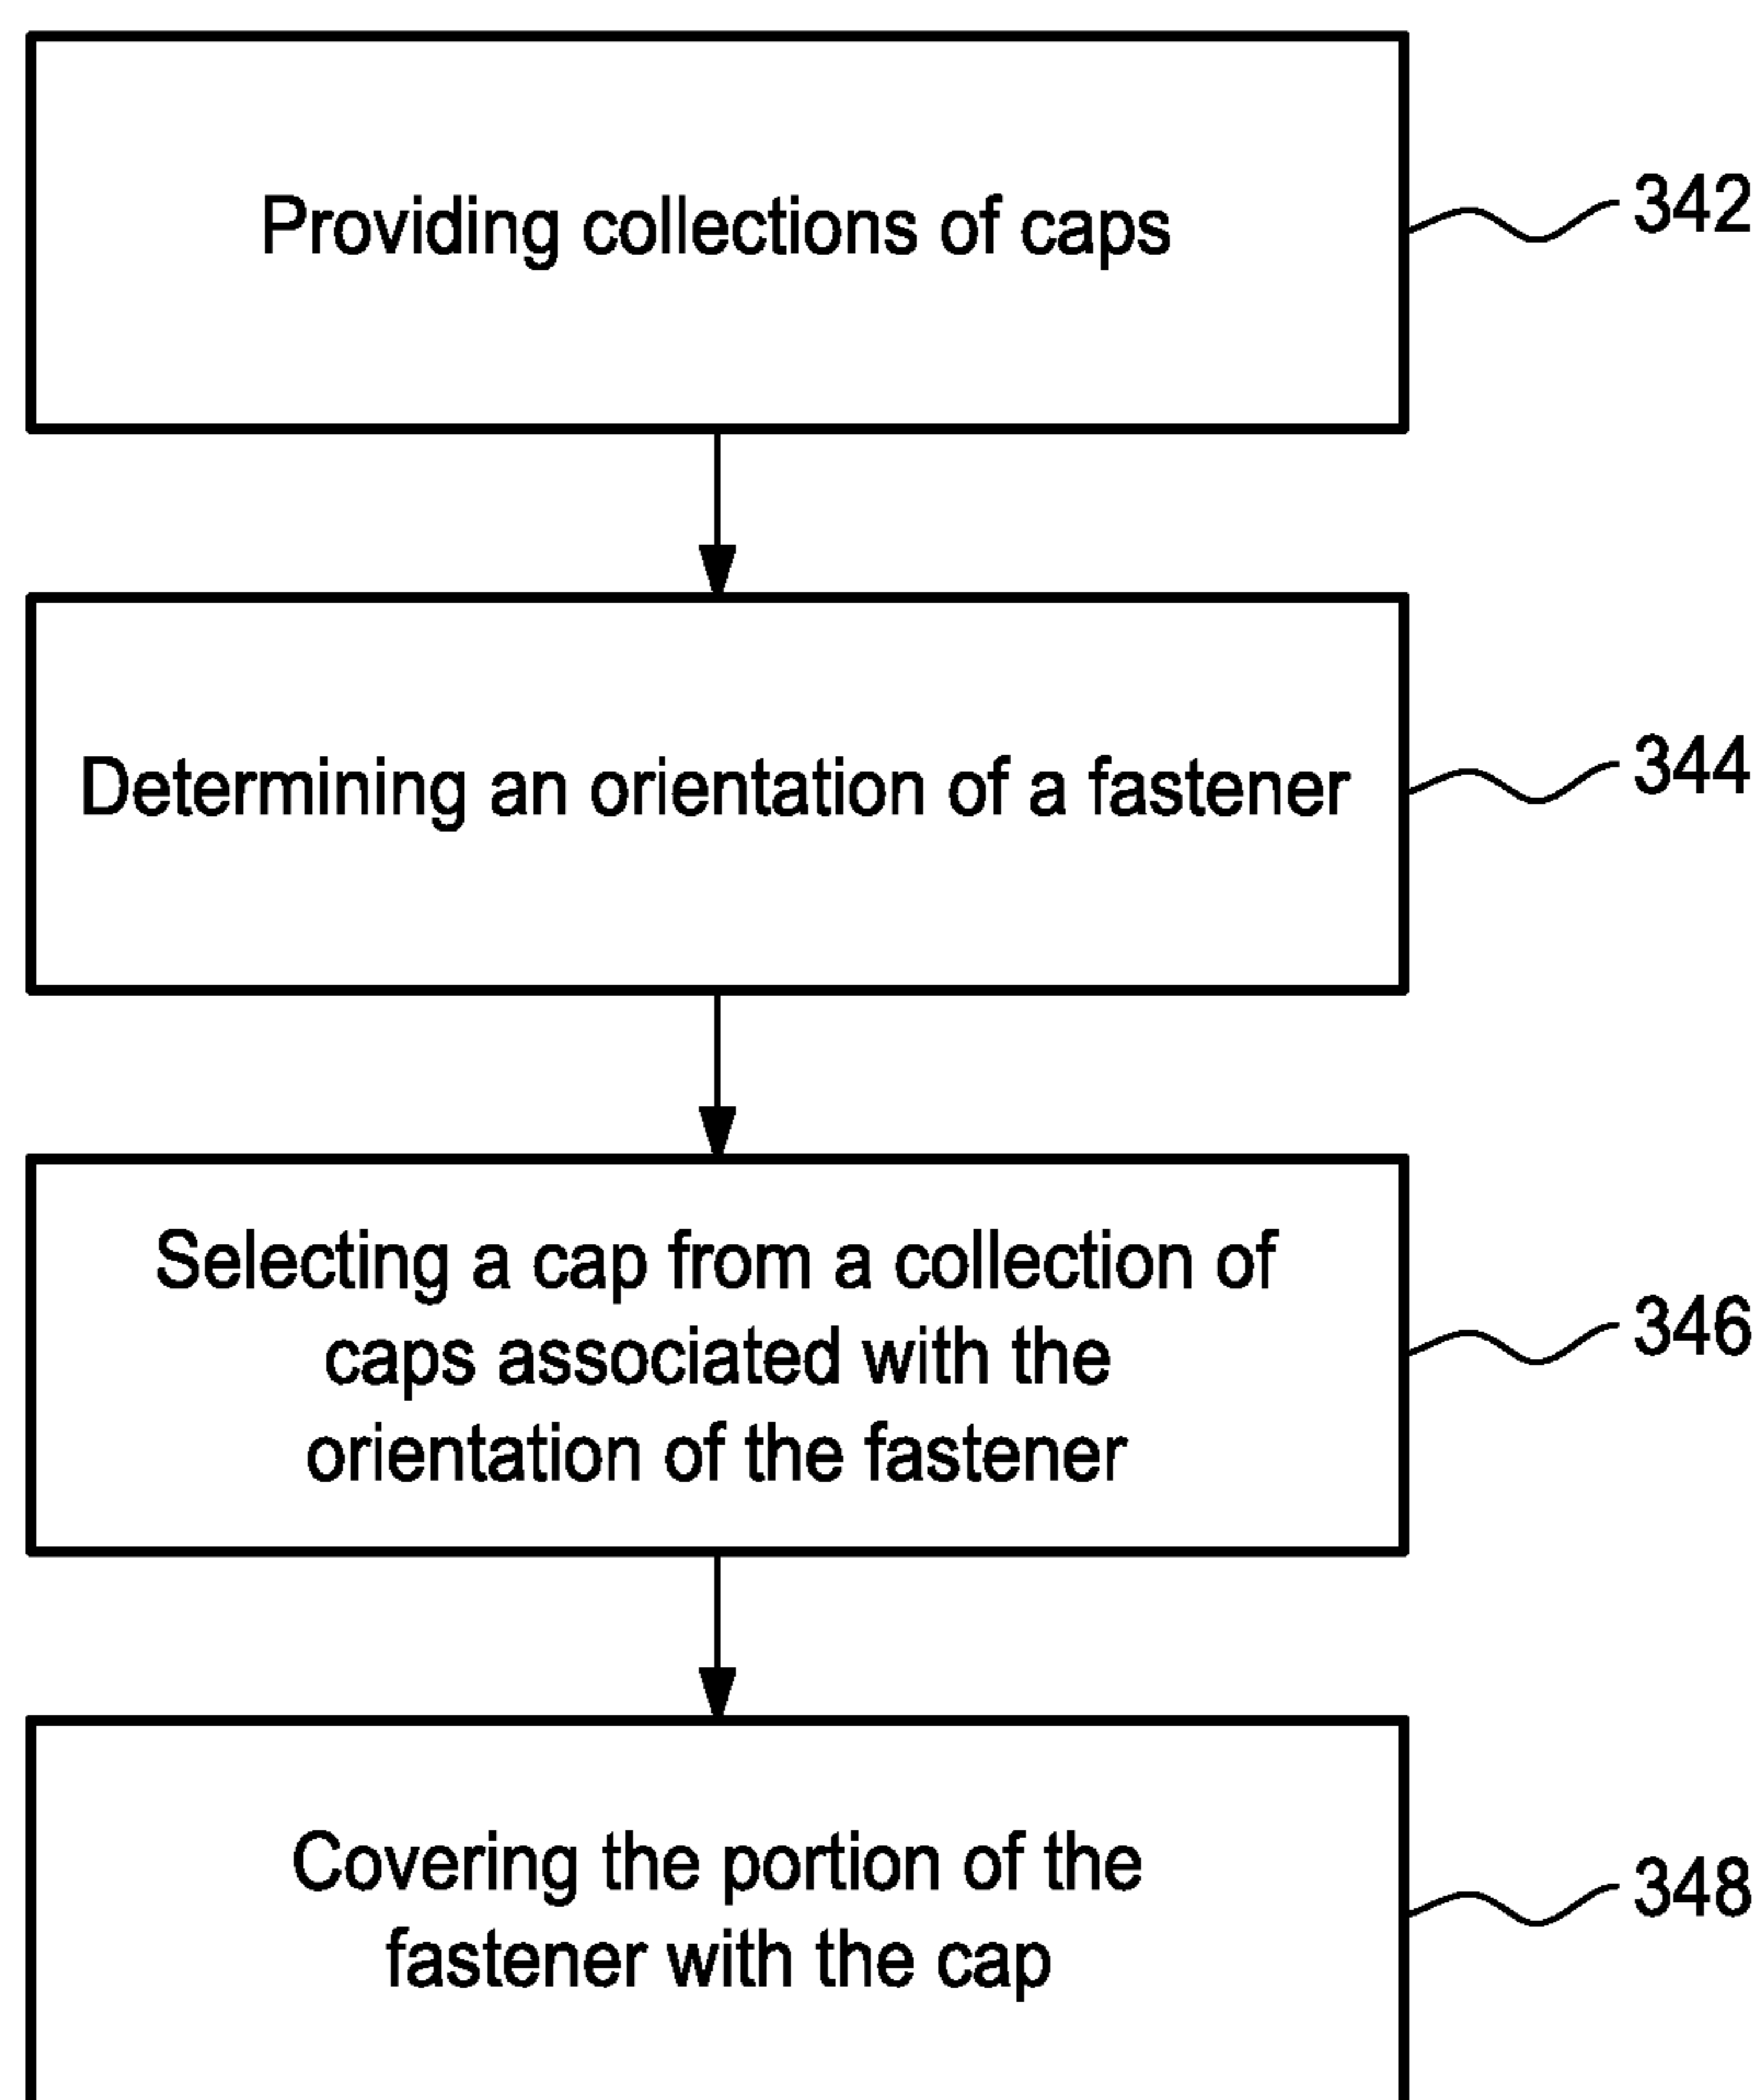 Providing collections of caps
342
Determining an orientation of a fastener
344
Selecting a cap from a collection of
caps associated with the
orientation of the fastener
346
Covering the portion of the
fastener with the cap
348